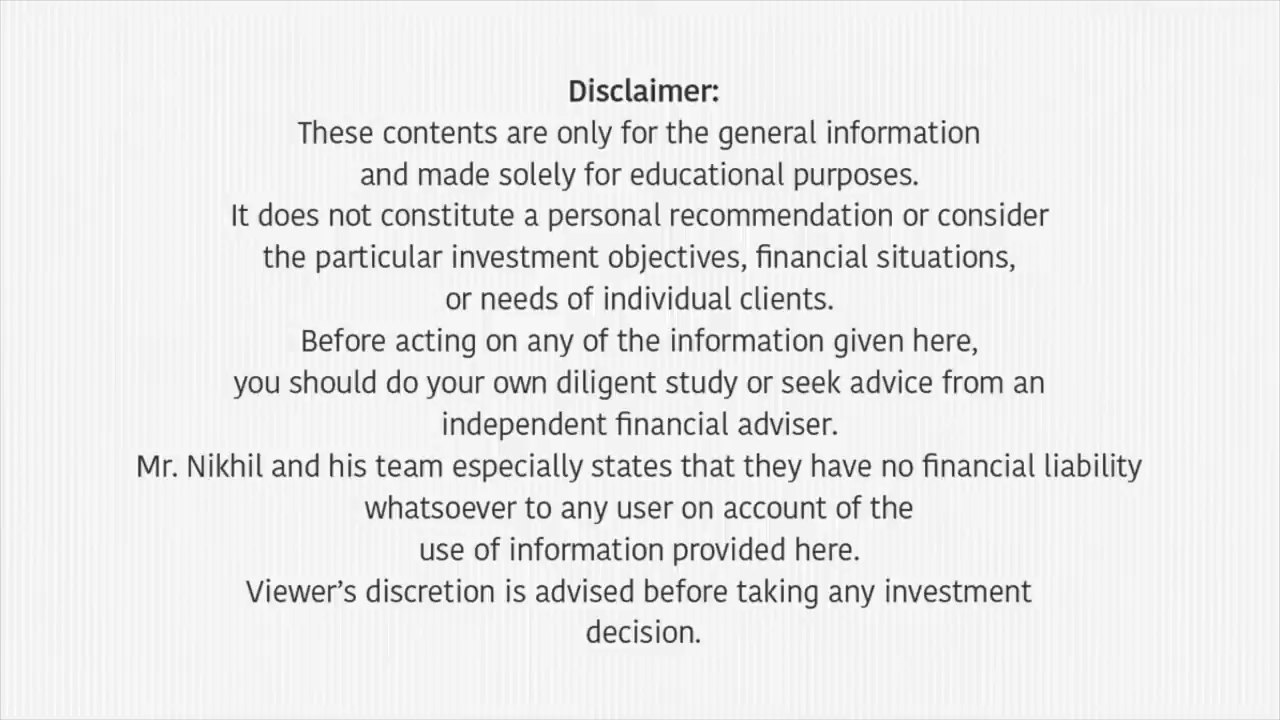 Disclaimer:
These contents are only for the general information
and made solely for educational purposes.
It does not constitute a personal recommendation or consider
the particular investment objectives, financial situations,
or needs of individual clients.
Before acting on any of the information given here,
you should do your own diligent study or seek advice from an
independent financial adviser.
Mr. Nikhil and his team especially states that they have no financial liability
whatsoever to any user on account of the
use of information provided here.
Viewer’s discretion is advised before taking any investment
decision.